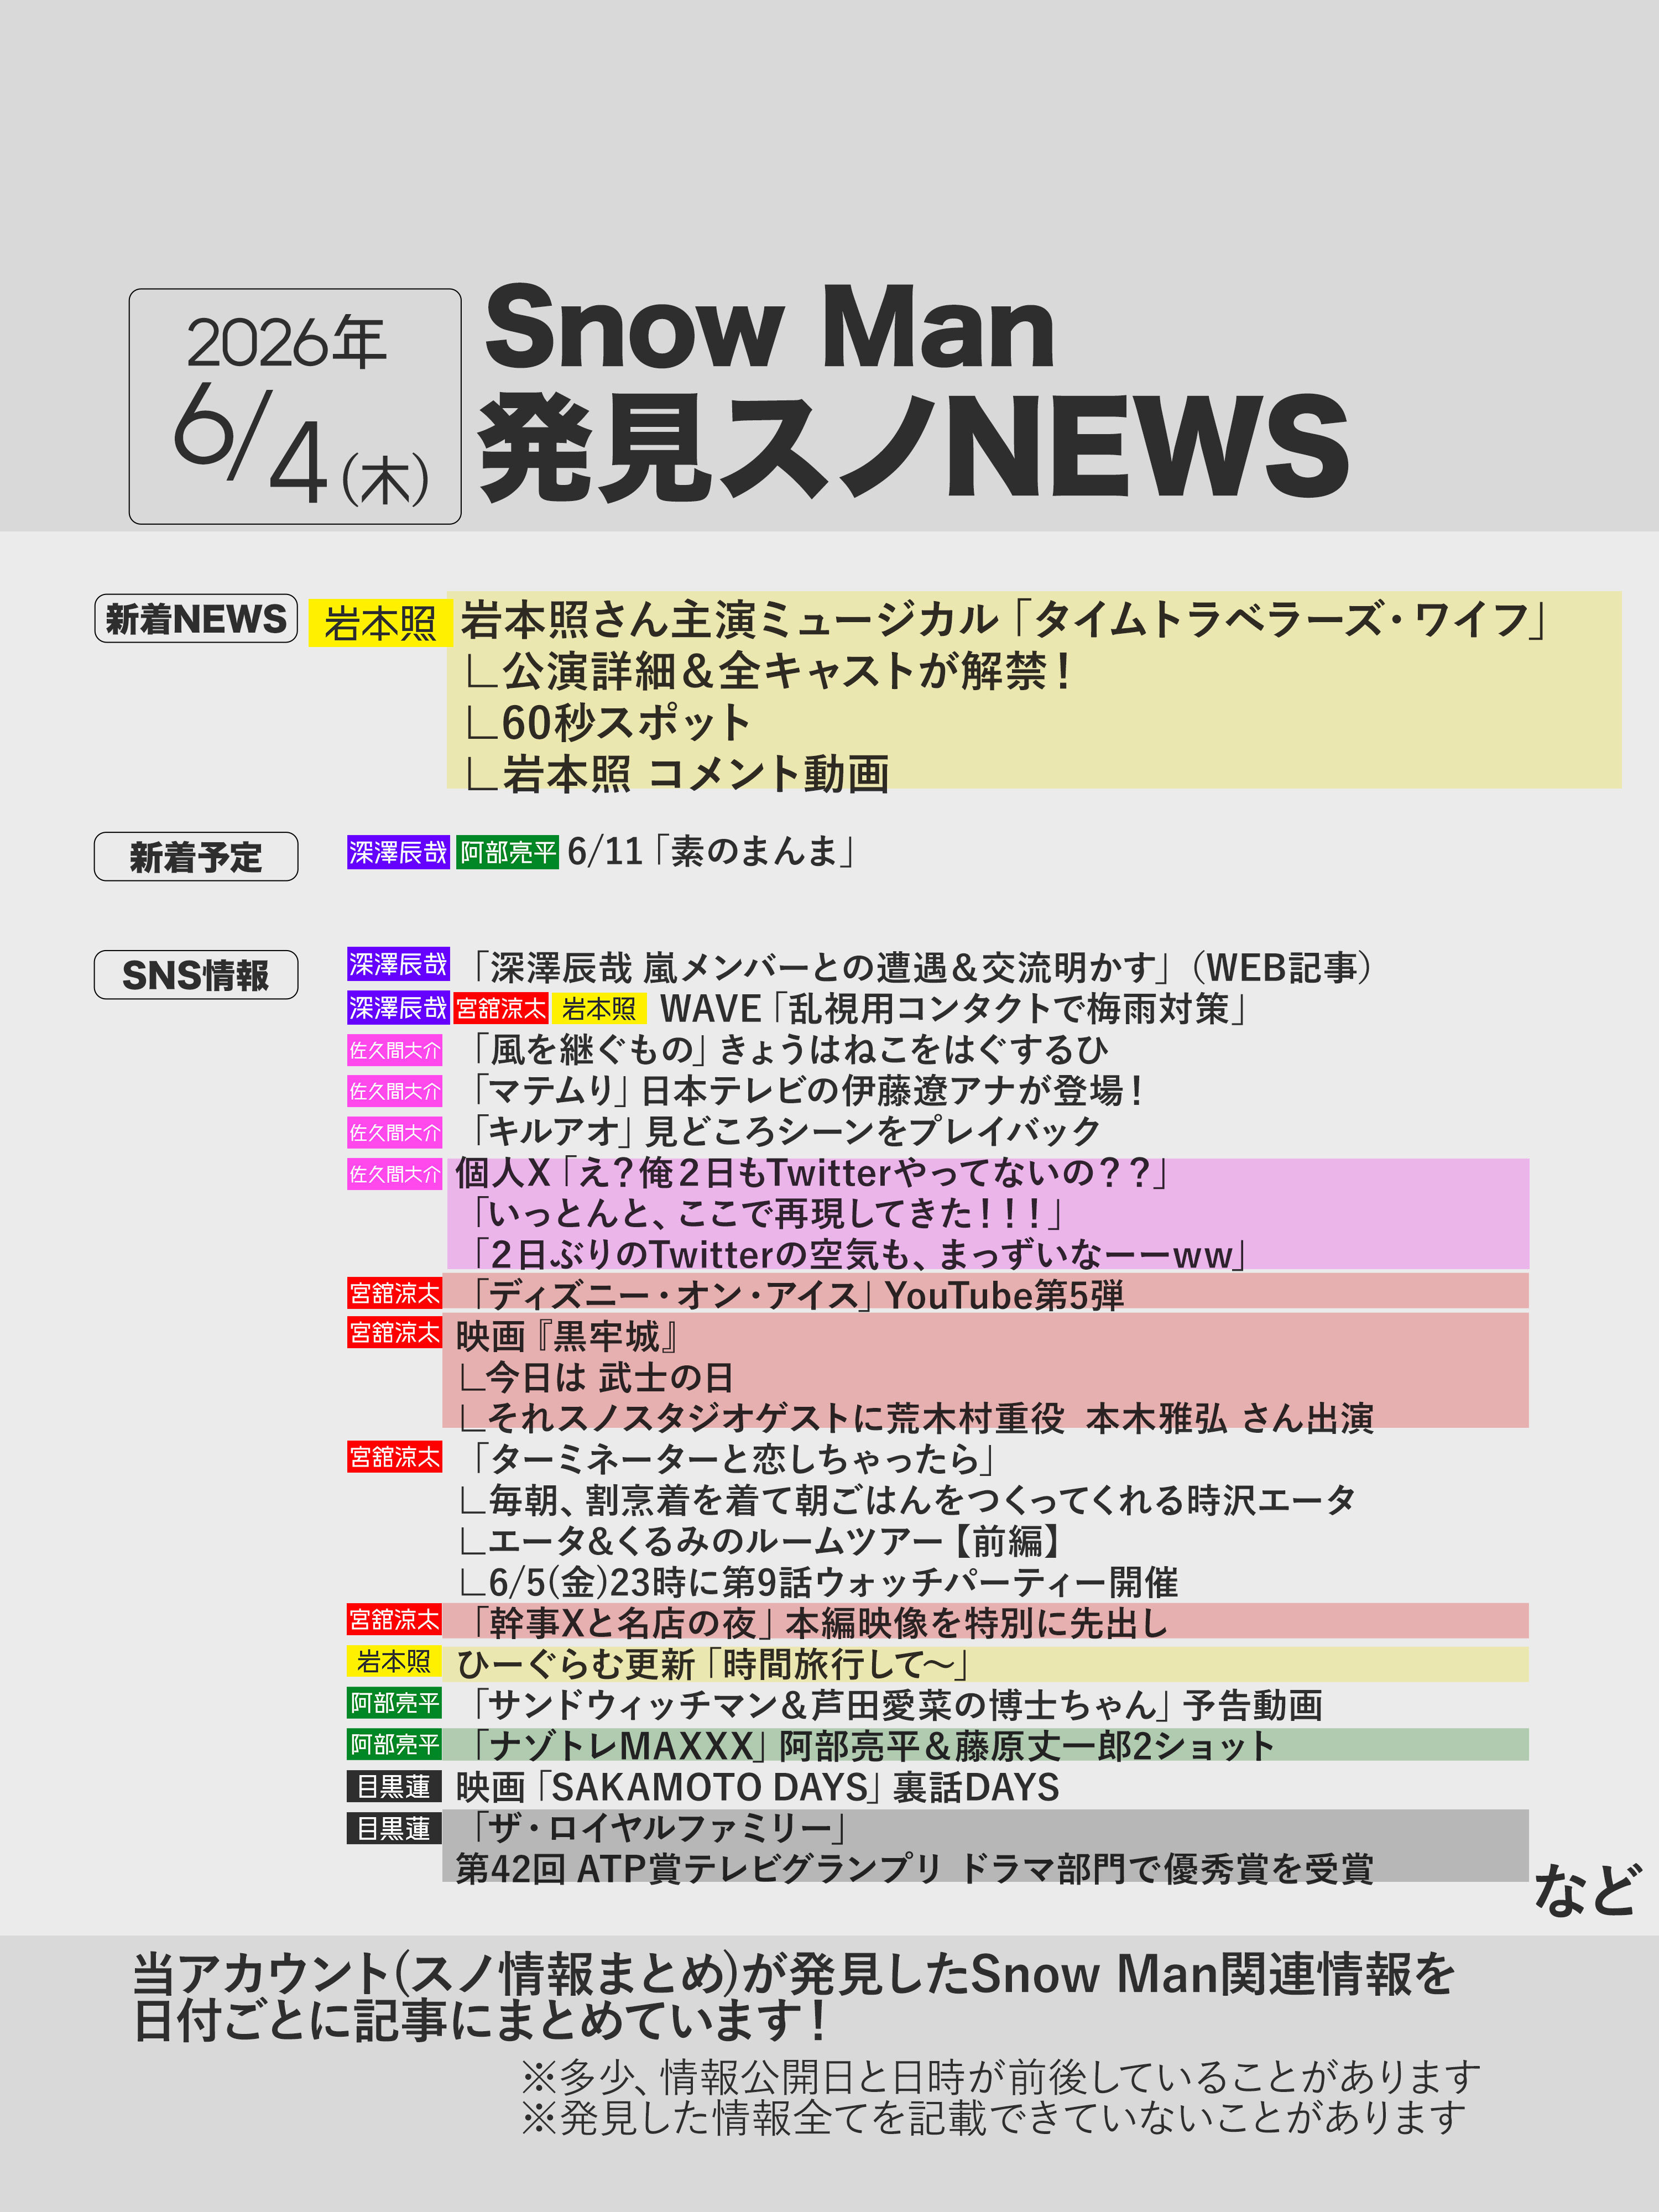 2026年
6/4(木)
Snow Man
発見スノNEWS
新着NEWS 岩本照 岩本照さん主演ミュージカル「タイムトラベラーズ・ワイフ」
∟公演詳細＆全キャストが解禁！
∟60秒スポット
∟岩本照 コメント動画
新着予定 深澤辰哉 阿部亮平 6/11「素のまんま」
SNS情報 深澤辰哉 「深澤辰哉 嵐メンバーとの遭遇＆交流明かす」（WEB記事）
深澤辰哉 宮舘涼太 岩本照 WAVE「乱視用コンタクトで梅雨対策」
佐久間大介 「風を継ぐもの」きょうはねこをはぐするひ
佐久間大介 「マテムり」日本テレビの伊藤遼アナが登場！
佐久間大介 「キルアオ」見どころシーンをプレイバック
佐久間大介 個人X「え？俺２日もTwitterやってないの？？」
「いっとんと、ここで再現してきた！！！」
「２日ぶりのTwitterの空気も、まっずいなーーww」
宮舘涼太 「ディズニー・オン・アイス」YouTube第5弾
宮舘涼太 映画『黒牢城』
∟今日は 武士の日
∟それスノスタジオゲストに荒木村重役 本木雅弘 さん出演
宮舘涼太 「ターミネーターと恋しちゃったら」
∟毎朝、割烹着を着て朝ごはんをつくってくれる時沢エータ
∟エータ&くるみのルームツアー【前編】
∟6/5(金)23時に第9話ウォッチパーティー開催
宮舘涼太 「幹事Xと名店の夜」本編映像を特別に先出し
岩本照 ひーぐらむ更新「時間旅行して〜」
阿部亮平 「サンドウィッチマン＆芦田愛菜の博士ちゃん」予告動画
阿部亮平 「ナゾトレMAXXX」阿部亮平＆藤原丈一郎2ショット
目黒蓮 映画「SAKAMOTO DAYS」裏話DAYS
目黒蓮 「ザ・ロイヤルファミリー」
第42回 ATP賞テレビグランプリ ドラマ部門で優秀賞を受賞
など
当アカウント(スノ情報まとめ)が発見したSnow Man関連情報を
日付ごとに記事にまとめています！
※多少、情報公開日と日時が前後していることがあります
※発見した情報全てを記載できていないことがあります